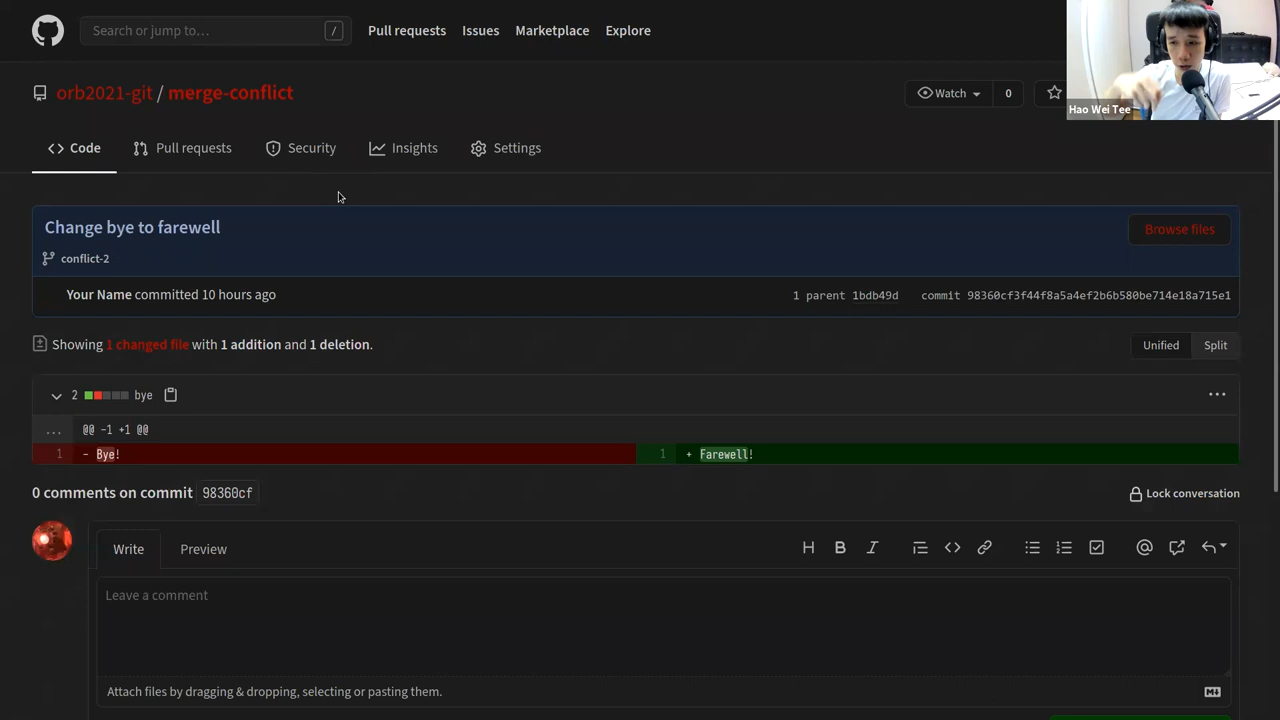 Search or jump to... /
Pull requests Issues Marketplace Explore
Hao Wei Tee
orb2021-git / merge-conflict
Watch 0
Code Pull requests Security Insights Settings
Change bye to farewell
Browse files
conflict-2
Your Name committed 10 hours ago
1 parent 1bdb49d commit 98360cf3f44f8a5a4ef2b6b580be714e18a715e1
Showing 1 changed file with 1 addition and 1 deletion.
Unified Split
2 bye
... @@ -1 +1 @@
1 - Bye! 1 + Farewell!
0 comments on commit 98360cf
Lock conversation
Write Preview
Leave a comment
Attach files by dragging & dropping, selecting or pasting them.